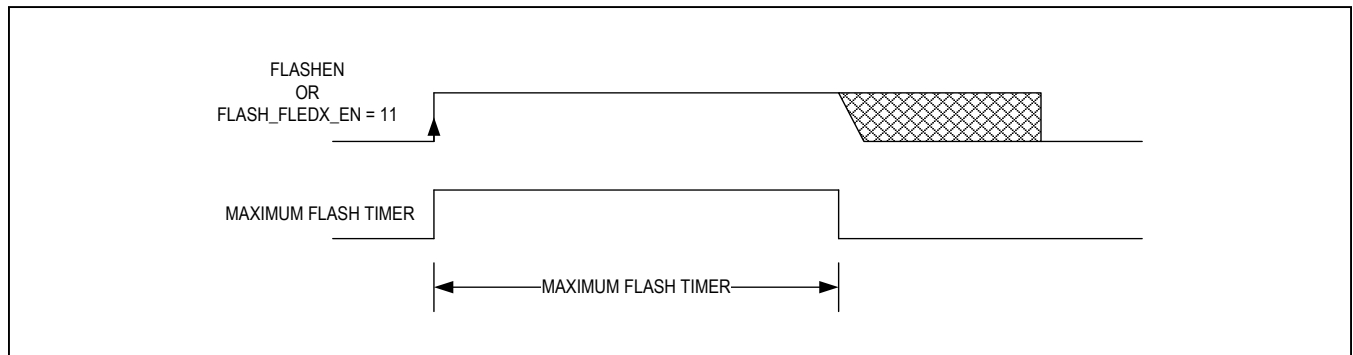 FLASHEN
OR
FLASH_FLEDX_EN = 11
MAXIMUM FLASH TIMER
MAXIMUM FLASH TIMER